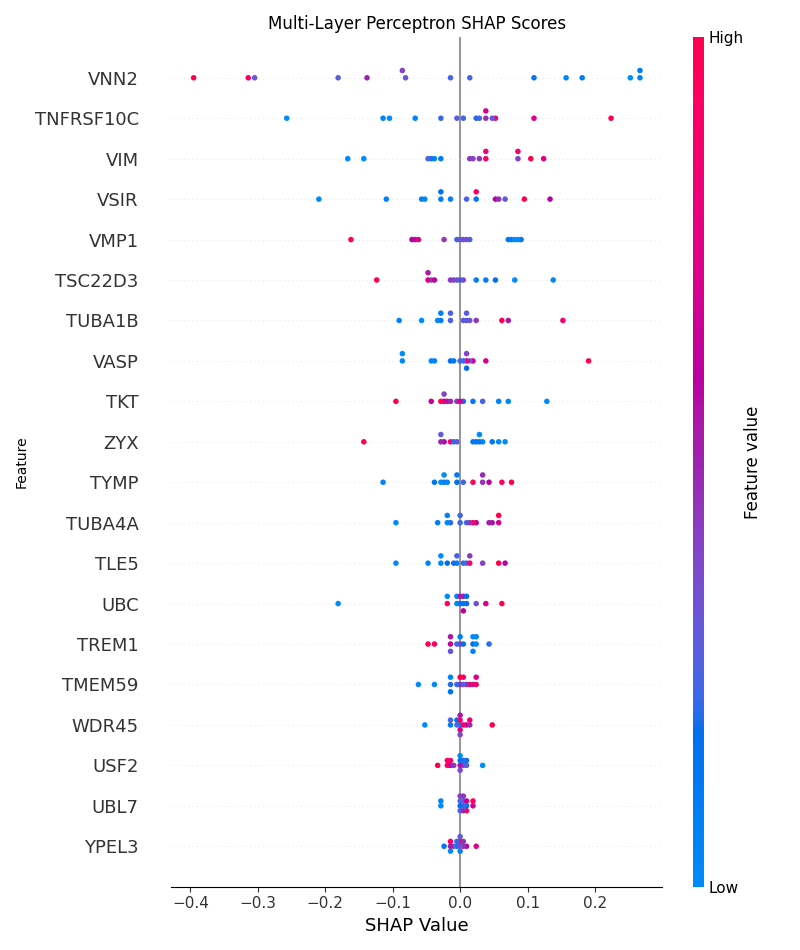 Multi-Layer Perceptron SHAP Scores
High
VNN2
TNFRSF10C
VIM
VSIR
VMP1
TSC22D3
TUBA1B
VASP
TKT
ZYX
TYMP
TUBA4A
TLE5
UBC
TREM1
TMEM59
WDR45
USF2
UBL7
YPEL3
Feature
Feature value
Low
−0.4 −0.3 −0.2 −0.1 0.0 0.1 0.2
SHAP Value